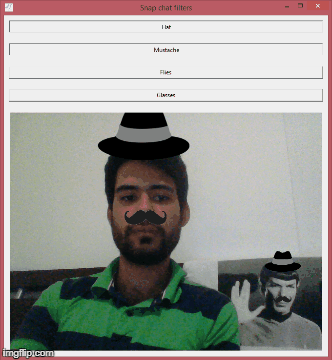 Snap chat filters
Hat
Mustache
Flies
Glasses
imgflip.com